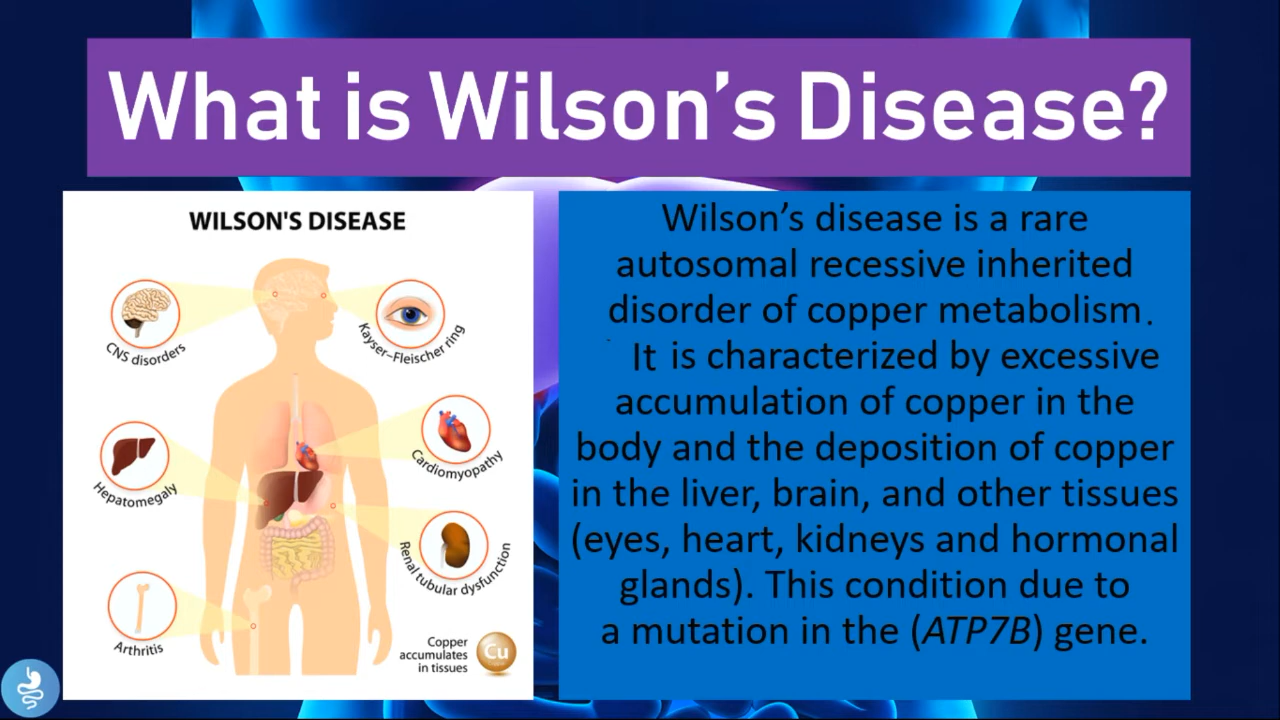 What is Wilson’s Disease?
WILSON'S DISEASE
CNS disorders
Kayser–Fleischer ring
Hepatomegaly
Cardiomyopathy
Renal tubular dysfunction
Arthritis
Copper
accumulates
in tissues
Cu
Wilson’s disease is a rare
autosomal recessive inherited
disorder of copper metabolism.
It is characterized by excessive
accumulation of copper in the
body and the deposition of copper
in the liver, brain, and other tissues
(eyes, heart, kidneys and hormonal
glands). This condition due to
a mutation in the (ATP7B) gene.